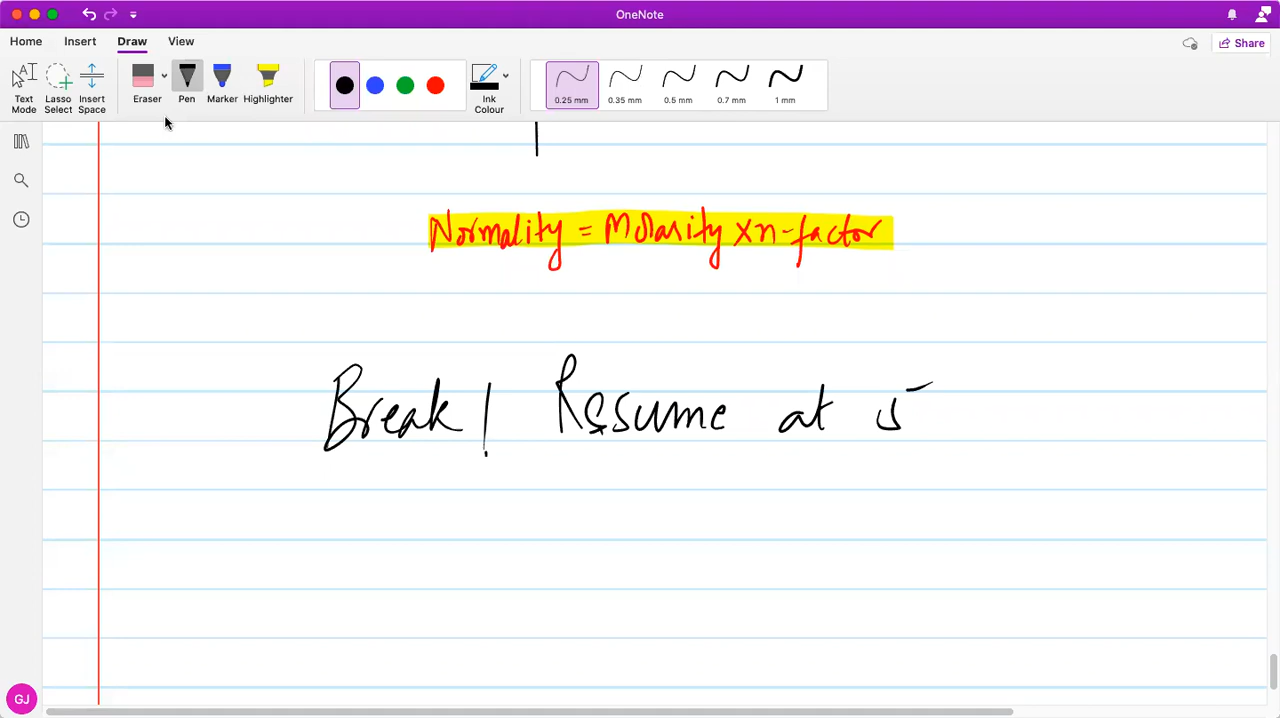 OneNote
Home Insert Draw View
Share
Text Mode
Lasso Select
Insert Space
Eraser
Pen
Marker
Highlighter
Ink Colour
0.25 mm
0.35 mm
0.5 mm
0.7 mm
1 mm
Normality = Molarity x n-factor
Break! Resume at 5
GJ